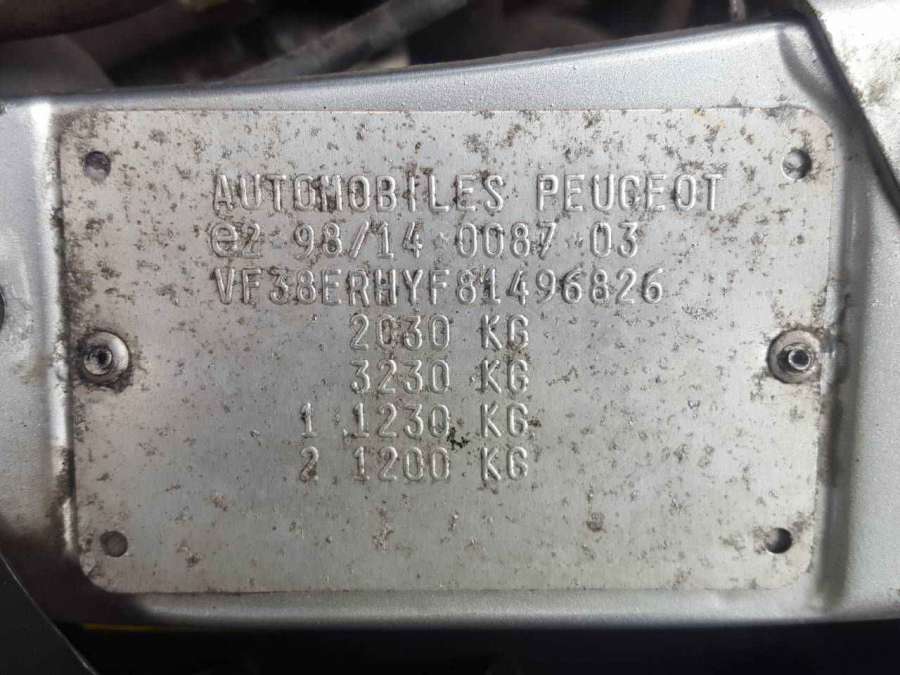 AUTOMOBILES PEUGEOT
e2 98/14 0087 03
VF38ERHYF81496826
2030 KG
3230 KG
1 1230 KG
2 1200 KG